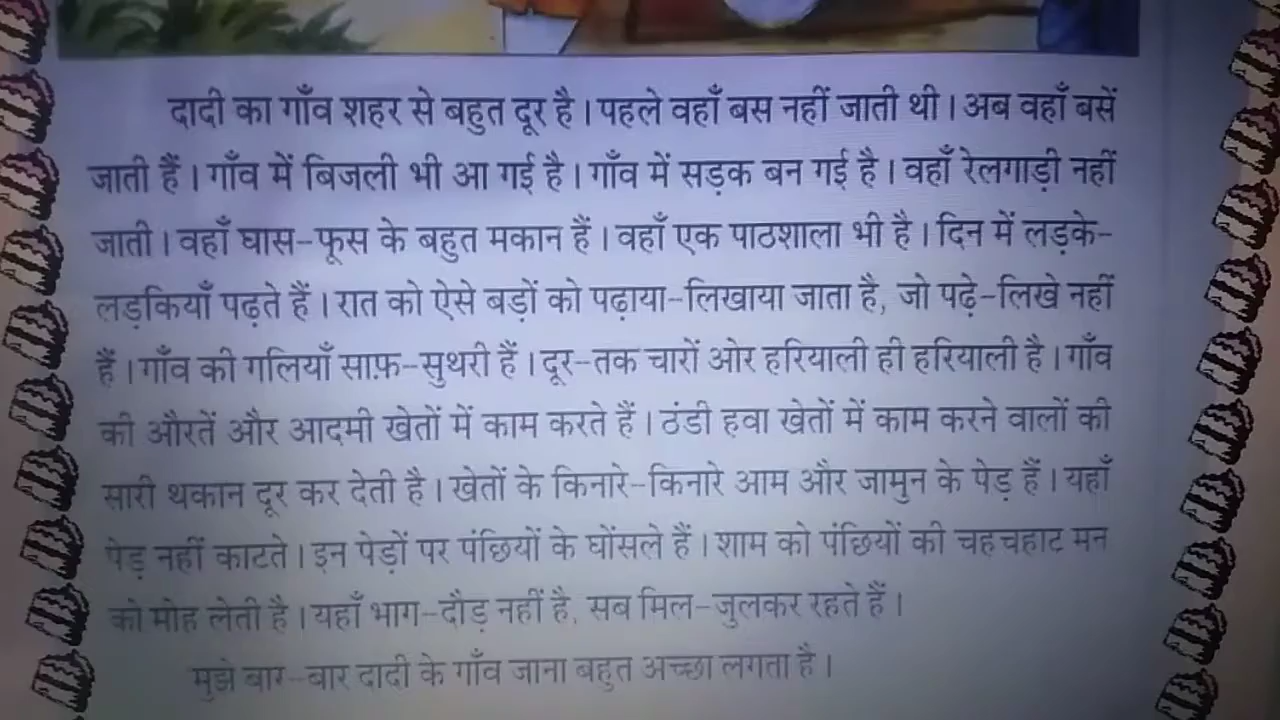 दादी का गाँव शहर से बहुत दूर है। पहले वहाँ बस नहीं जाती थी। अब वहाँ बसें
जाती हैं। गाँव में बिजली भी आ गई है। गाँव में सड़क बन गई है। वहाँ रेलगाड़ी नहीं
जाती। वहाँ घास-फूस के बहुत मकान हैं। वहाँ एक पाठशाला भी है। दिन में लड़के-
लड़कियाँ पढ़ते हैं। रात को ऐसे बड़ों को पढ़ाया-लिखाया जाता है, जो पढ़े-लिखे नहीं
हैं। गाँव की गलियाँ साफ़-सुथरी हैं। दूर-तक चारों ओर हरियाली ही हरियाली है। गाँव
की औरतें और आदमी खेतों में काम करते हैं। ठंडी हवा खेतों में काम करने वालों की
सारी थकान दूर कर देती है। खेतों के किनारे-किनारे आम और जामुन के पेड़ हैं। यहाँ
पेड़ नहीं काटते। इन पेड़ों पर पंछियों के घोंसले हैं। शाम को पंछियों की चहचहाट मन
को मोह लेती है। यहाँ भाग-दौड़ नहीं है, सब मिल-जुलकर रहते हैं।
मुझे बार-बार दादी के गाँव जाना बहुत अच्छा लगता है।